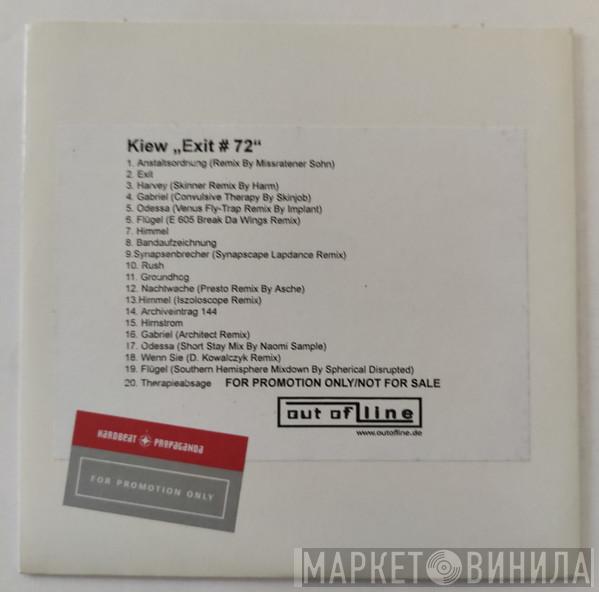 Kiew „Exit # 72“
1. Anstaltsordnung (Remix By Missratener Sohn)
2. Exit
3. Harvey (Skinner Remix By Harm)
4. Gabriel (Convulsive Therapy By Skinjob)
5. Odessa (Venus Fly-Trap Remix By Implant)
6. Flügel (E 605 Break Da Wings Remix)
7. Himmel
8. Bandaufzeichnung
9.Synapsenbrecher (Synapscape Lapdance Remix)
10. Rush
11. Groundhog
12. Nachtwache (Presto Remix By Asche)
13.Himmel (Iszoloscope Remix)
14. Archiveintrag 144
15. Hirnstrom
16. Gabriel (Architect Remix)
17. Odessa (Short Stay Mix By Naomi Sample)
18. Wenn Sie (D. Kowalczyk Remix)
19. Flügel (Southern Hemisphere Mixdown By Spherical Disrupted)
20. Therapieabsage FOR PROMOTION ONLY/NOT FOR SALE
out of line
www.outofline.de
HARDBEAT PROPAGANDA
FOR PROMOTION ONLY
МАРКЕТ ВИНИЛА